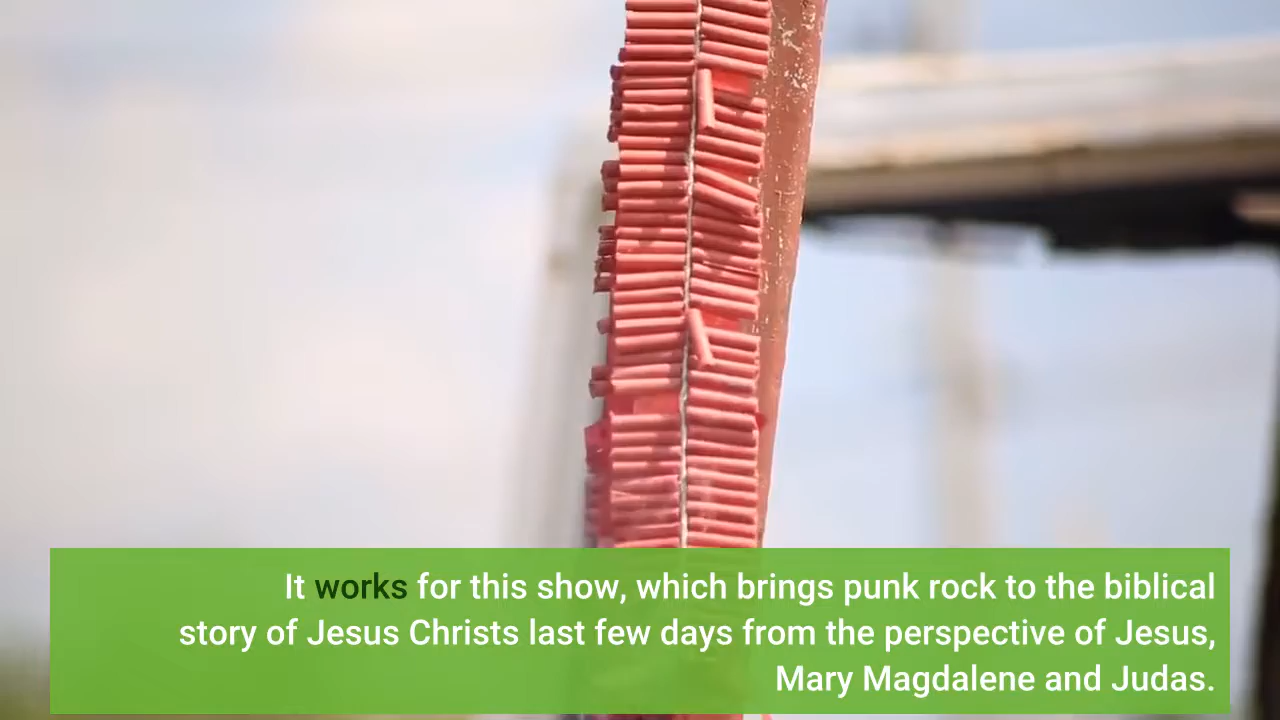 It works for this show, which brings punk rock to the biblical
story of Jesus Christs last few days from the perspective of Jesus,
Mary Magdalene and Judas.